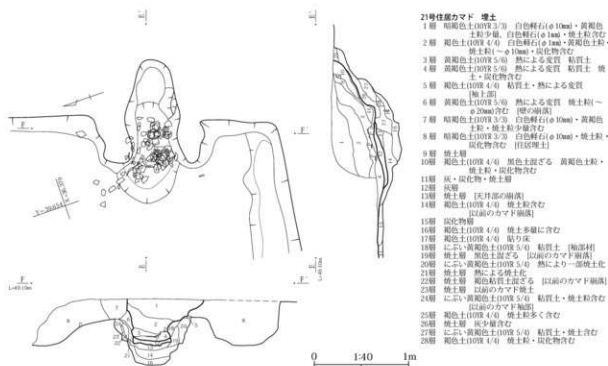 21号住居カマド 埋土
1層 暗褐色土(10YR 3/3) 白色軽石(φ10㎜)・黄褐色
土粒少量、白色軽石(φ1㎜)・焼土粒含む
2層 褐色土(10YR 4/4) 白色軽石(φ1㎜)・黄褐色土粒・
焼土粒(～φ10㎜)・炭化物含む
3層 黄褐色土(10YR 5/6) 熱による変質 粘質土
4層 黄褐色土(10YR 5/6) 熱による変質 粘質土 焼
土・炭化物含む
5層 褐色土(10YR 4/4) 粘質土・熱による変質
[袖上部]
6層 黄褐色土(10YR 5/6) 熱による変質 焼土粒(～
φ20㎜)含む [壁の崩落]
7層 暗褐色土(10YR 3/3) 白色軽石(φ10㎜)・黄褐色
土粒・焼土粒少量含む
8層 暗褐色土(10YR 3/3) 白色軽石(φ1㎜)・焼土粒・
炭化物含む [住居埋土]
9層 焼土層
10層 褐色土(10YR 4/4) 黒色土混ざる 黄褐色土粒・
焼土粒・炭化物含む
11層 灰・炭化物・焼土層
12層 灰層
13層 焼土層 [天井部の崩落]
14層 褐色土(10YR 4/4) 焼土粒含む
[以前のカマド崩落]
15層 炭化物層
16層 褐色土(10YR 4/4) 焼土多量に含む
17層 褐色土(10YR 4/4) 貼り床
18層 にぶい黄褐色土(10YR 5/4) 粘質土 [袖部材]
19層 焼土層 黒色土混ざる [以前のカマド崩落]
20層 にぶい黄褐色土(10YR 5/4) 熱により一部焼土化
21層 焼土層 熱による焼土化
22層 焼土層 褐色粘質土混ざる [以前のカマド崩落]
23層 焼土層 以前のカマド焼土
24層 にぶい黄褐色土(10YR 5/4) 粘質土・焼土粒含む
[以前のカマド袖部]
25層 褐色土(10YR 4/4) 焼土粒多く含む
26層 焼土層 灰少量含む
27層 にぶい黄褐色土(10YR 5/4) 粘質土・焼土含む
28層 褐色土(10YR 4/4) 焼土粒・炭化物含む
F
F'
F
F'
L=49.10m
L=49.10m
0 1:40 1m